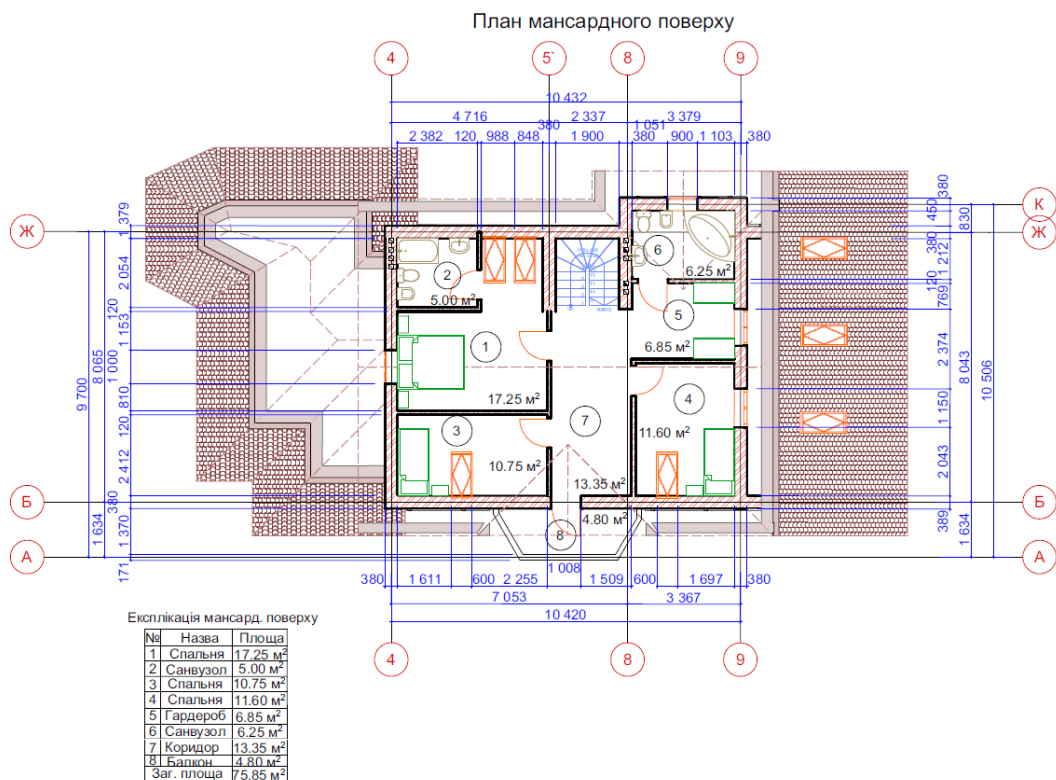 План мансардного поверху
4 5` 8 9
10 432
4 716 2 337 3 379
380 1 051
2 382 120 988 848 1 900 380 900 1 103 380
К
Ж
Ж
1 379
2 054
120
1 153
1 000
810
120
2 412
380
1 370
171
8 065
1 634
9 700
380
450
830
380
1 212
120
769
2 374
1 150
2 043
389
8 043
1 634
10 506
2
5.00 м²
6
6.25 м²
5
6.85 м²
1
17.25 м²
4
11.60 м²
3
10.75 м²
7
13.35 м²
8
4.80 м²
Б
Б
А
А
1 008
380 1 611 600 2 255 1 509 600 1 697 380
7 053 3 367
10 420
4 8 9
Експлікація мансард. поверху
№ Назва Площа
1 Спальня 17.25 м²
2 Санвузол 5.00 м²
3 Спальня 10.75 м²
4 Спальня 11.60 м²
5 Гардероб 6.85 м²
6 Санвузол 6.25 м²
7 Коридор 13.35 м²
8 Балкон 4.80 м²
Заг. площа 75.85 м²